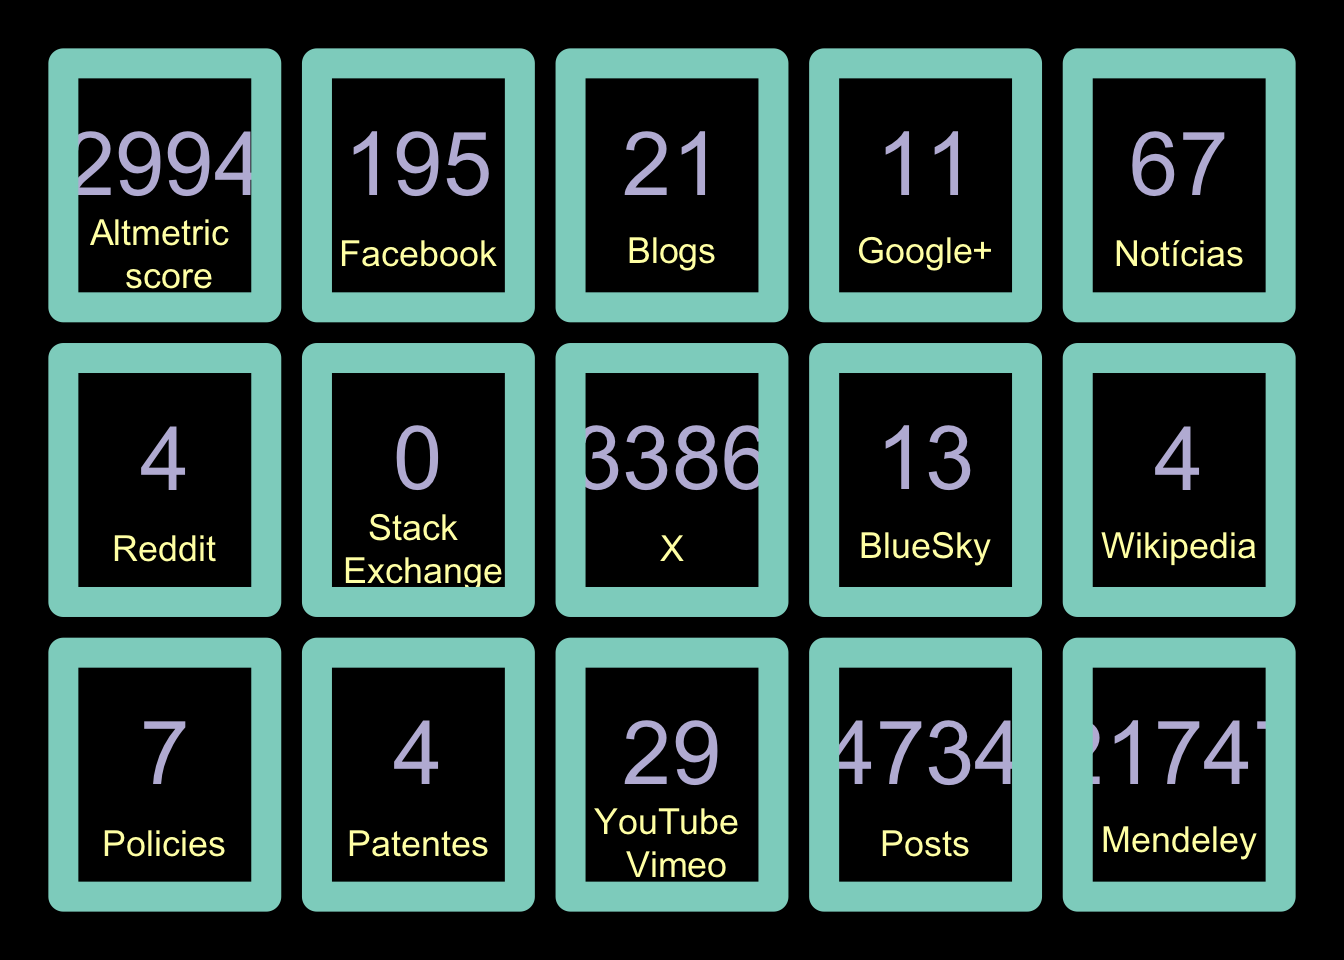 2994
Altmetric
score
195
Facebook
21
Blogs
11
Google+
67
Notícias
4
Reddit
0
Stack
Exchange
3386
X
13
BlueSky
4
Wikipedia
7
Policies
4
Patentes
29
YouTube
Vimeo
4734
Posts
21747
Mendeley